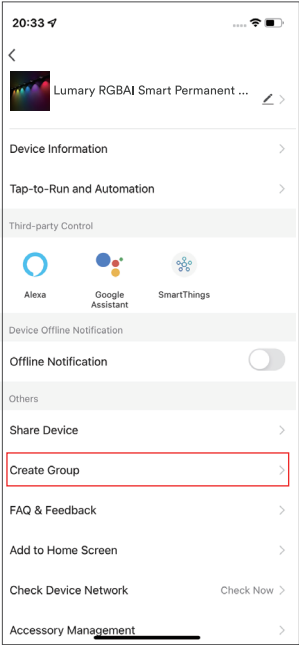 20:33
Lumary RGBAI Smart Permanent ...
Device Information
Tap-to-Run and Automation
Third-party Control
Alexa
Google Assistant
SmartThings
Device Offline Notification
Offline Notification
Others
Share Device
Create Group
FAQ & Feedback
Add to Home Screen
Check Device Network Check Now
Accessory Management